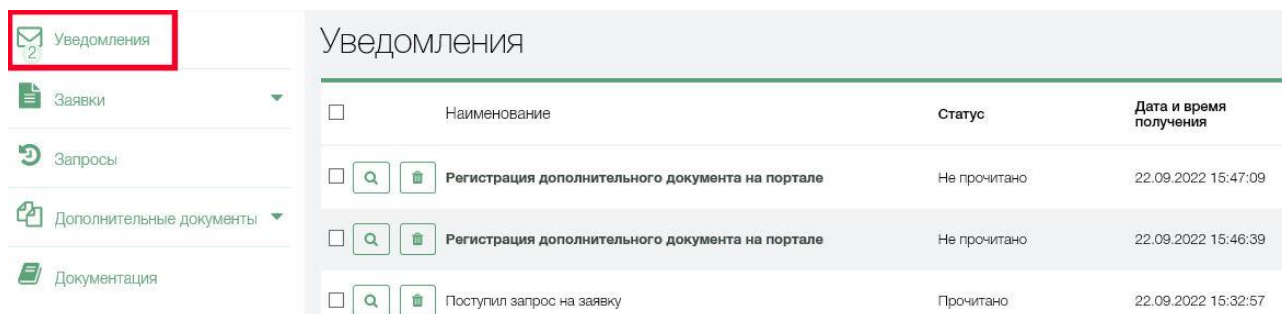 Уведомления
2
Заявки
Запросы
Дополнительные документы
Документация
Уведомления
Наименование Статус Дата и время получения
Регистрация дополнительного документа на портале Не прочитано 22.09.2022 15:47:09
Регистрация дополнительного документа на портале Не прочитано 22.09.2022 15:46:39
Поступил запрос на заявку Прочитано 22.09.2022 15:32:57